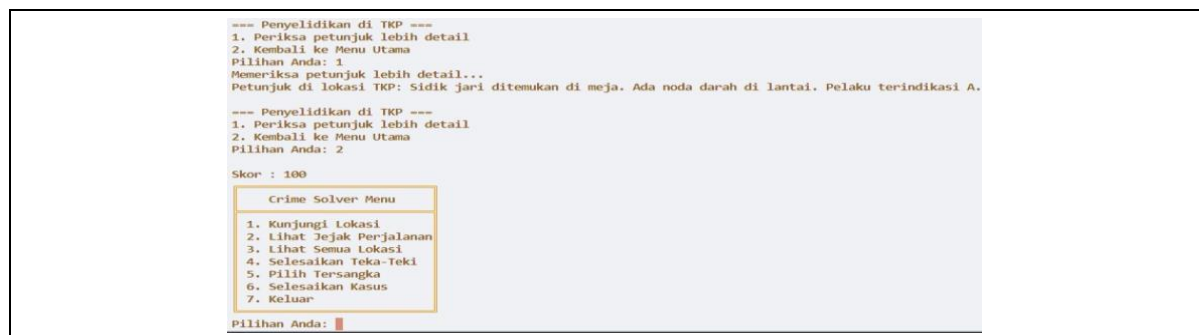 === Penyelidikan di TKP ===
1. Periksa petunjuk lebih detail
2. Kembali ke Menu Utama
Pilihan Anda: 1
Memeriksa petunjuk lebih detail...
Petunjuk di lokasi TKP: Sidik jari ditemukan di meja. Ada noda darah di lantai. Pelaku terindikasi A.
=== Penyelidikan di TKP ===
1. Periksa petunjuk lebih detail
2. Kembali ke Menu Utama
Pilihan Anda: 2
Skor : 100
Crime Solver Menu
1. Kunjungi Lokasi
2. Lihat Jejak Perjalanan
3. Lihat Semua Lokasi
4. Selesaikan Teka-Teki
5. Pilih Tersangka
6. Selesaikan Kasus
7. Keluar
Pilihan Anda: